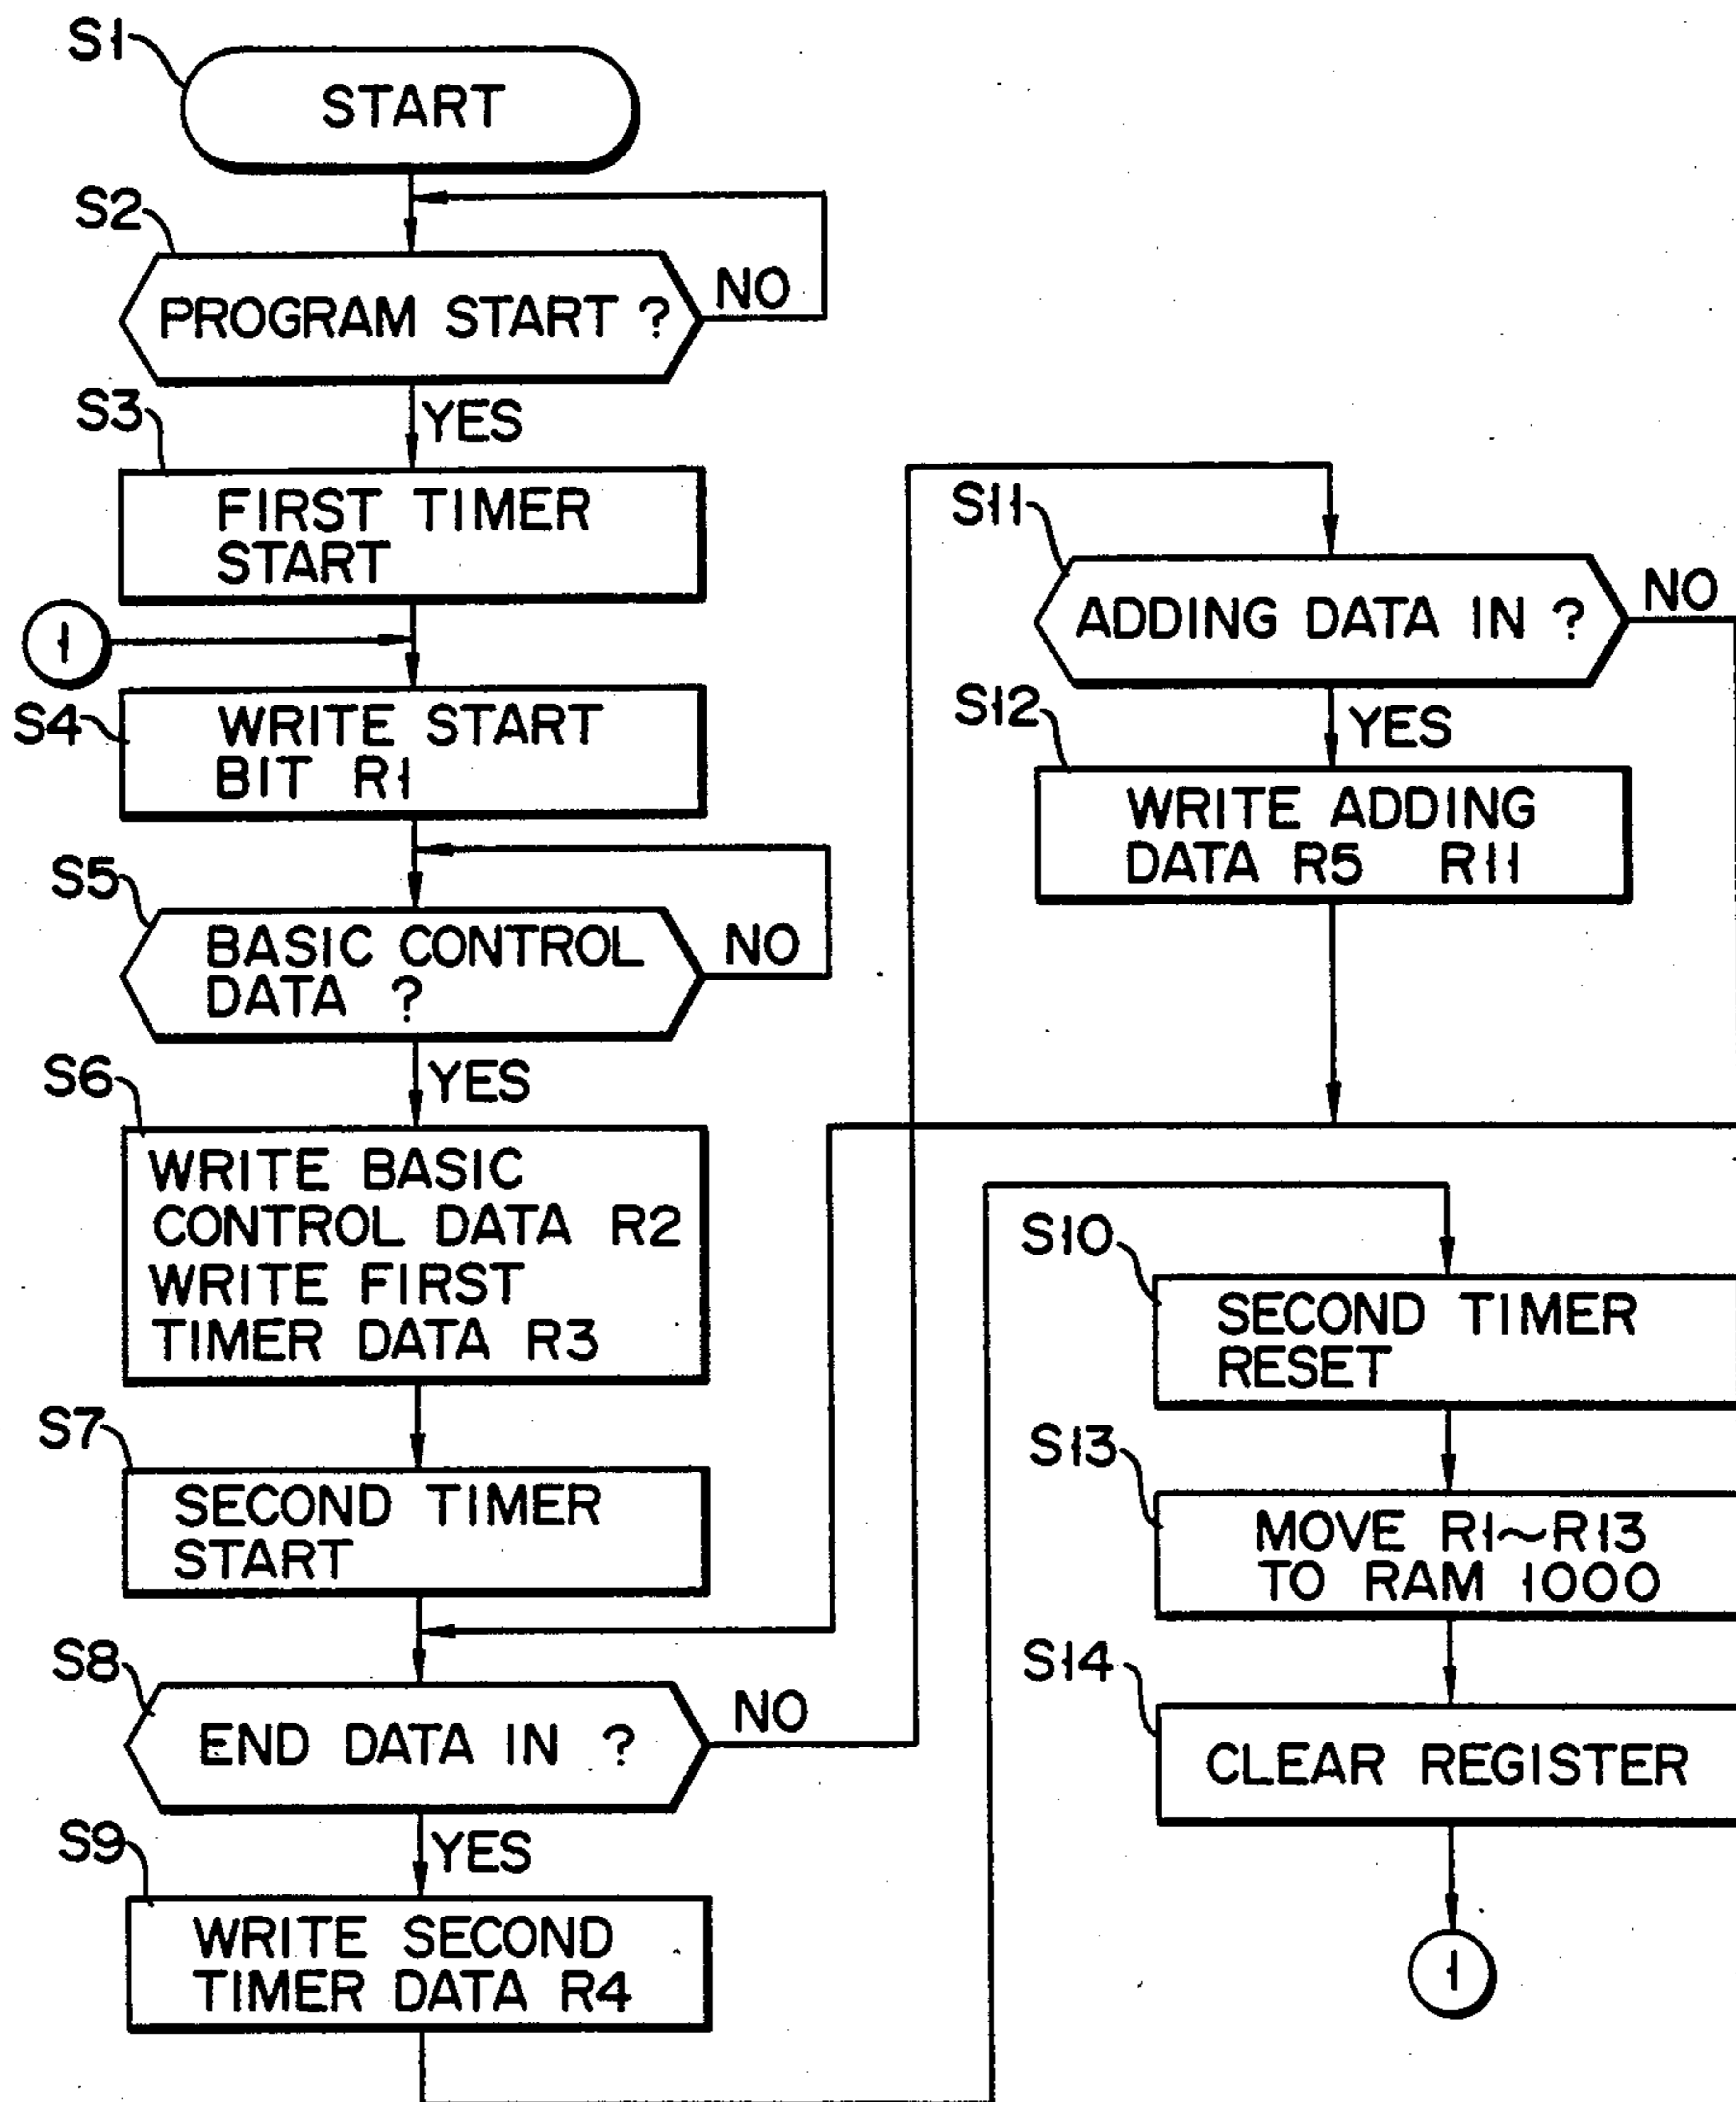 S1
START
S2
PROGRAM START ?
NO
YES
S3
FIRST TIMER
START
1
S4
WRITE START
BIT R1
S5
BASIC CONTROL
DATA ?
NO
YES
S6
WRITE BASIC
CONTROL DATA R2
WRITE FIRST
TIMER DATA R3
S7
SECOND TIMER
START
S8
END DATA IN ?
NO
YES
S9
WRITE SECOND
TIMER DATA R4
S11
ADDING DATA IN ?
NO
YES
S12
WRITE ADDING
DATA R5 R11
S10
SECOND TIMER
RESET
S13
MOVE R1~R13
TO RAM 1000
S14
CLEAR REGISTER
1